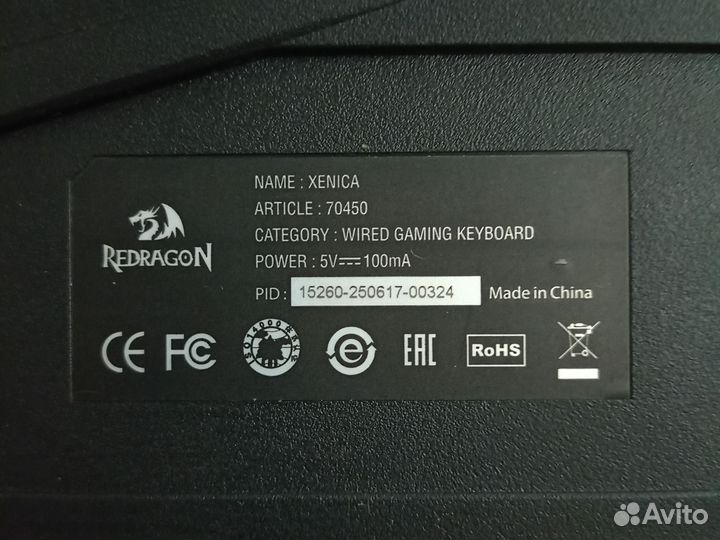 NAME : XENICA
ARTICLE : 70450
CATEGORY : WIRED GAMING KEYBOARD
POWER : 5V⎓100mA
PID : 15260-250617-00324 Made in China
REDRAGON
CE FC ISO14000 e EAC RoHS
Avito